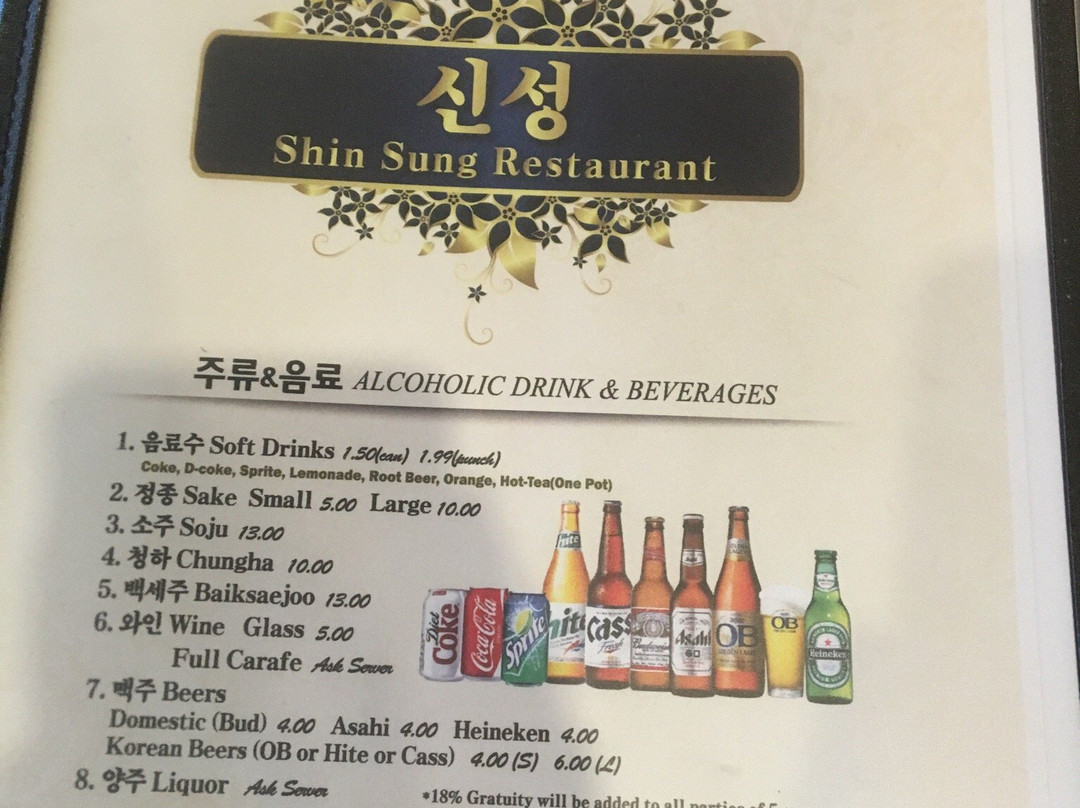 신성
Shin Sung Restaurant
주류&음료 ALCOHOLIC DRINK & BEVERAGES
1. 음료수 Soft Drinks 1.50(can) 1.99(punch)
Coke, D-coke, Sprite, Lemonade, Root Beer, Orange, Hot-Tea(One Pot)
2. 정종 Sake Small 5.00 Large 10.00
3. 소주 Soju 13.00
4. 청하 Chungha 10.00
5. 백세주 Baiksaejoo 13.00
6. 와인 Wine Glass 5.00
Full Carafe Ask Server
7. 맥주 Beers
Domestic (Bud) 4.00 Asahi 4.00 Heineken 4.00
Korean Beers (OB or Hite or Cass) 4.00 (S) 6.00 (L)
8. 양주 Liquor Ask Server
*18% Gratuity will be added to all parties of 5
Diet Coke
Coca-Cola
Sprite
Hite
Hite
Cass
Fresh
Budweiser
Asahi
OB
GOLDEN LAGER
OB
Heineken